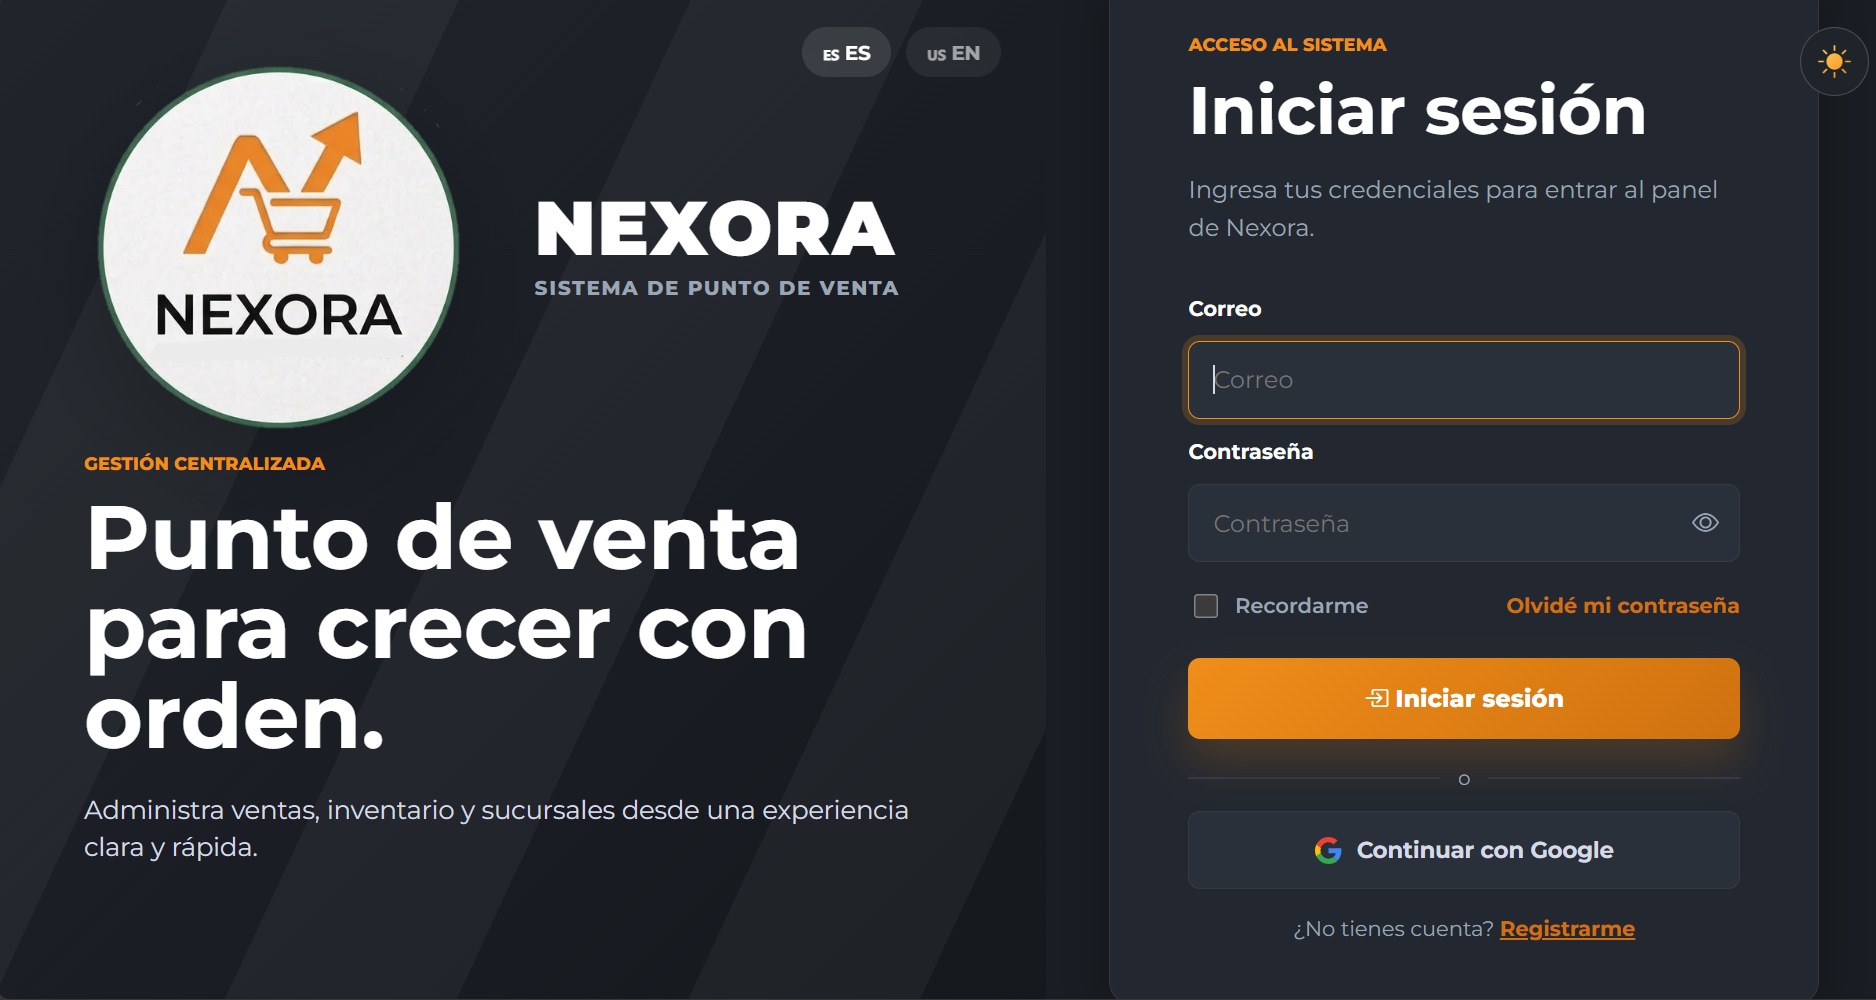 ES ES
US EN
NEXORA
NEXORA
SISTEMA DE PUNTO DE VENTA
GESTIÓN CENTRALIZADA
Punto de venta
para crecer con
orden.
Administra ventas, inventario y sucursales desde una experiencia
clara y rápida.
ACCESO AL SISTEMA
Iniciar sesión
Ingresa tus credenciales para entrar al panel
de Nexora.
Correo
Correo
Contraseña
Contraseña
Recordarme
Olvidé mi contraseña
Iniciar sesión
o
Continuar con Google
¿No tienes cuenta? Registrarme